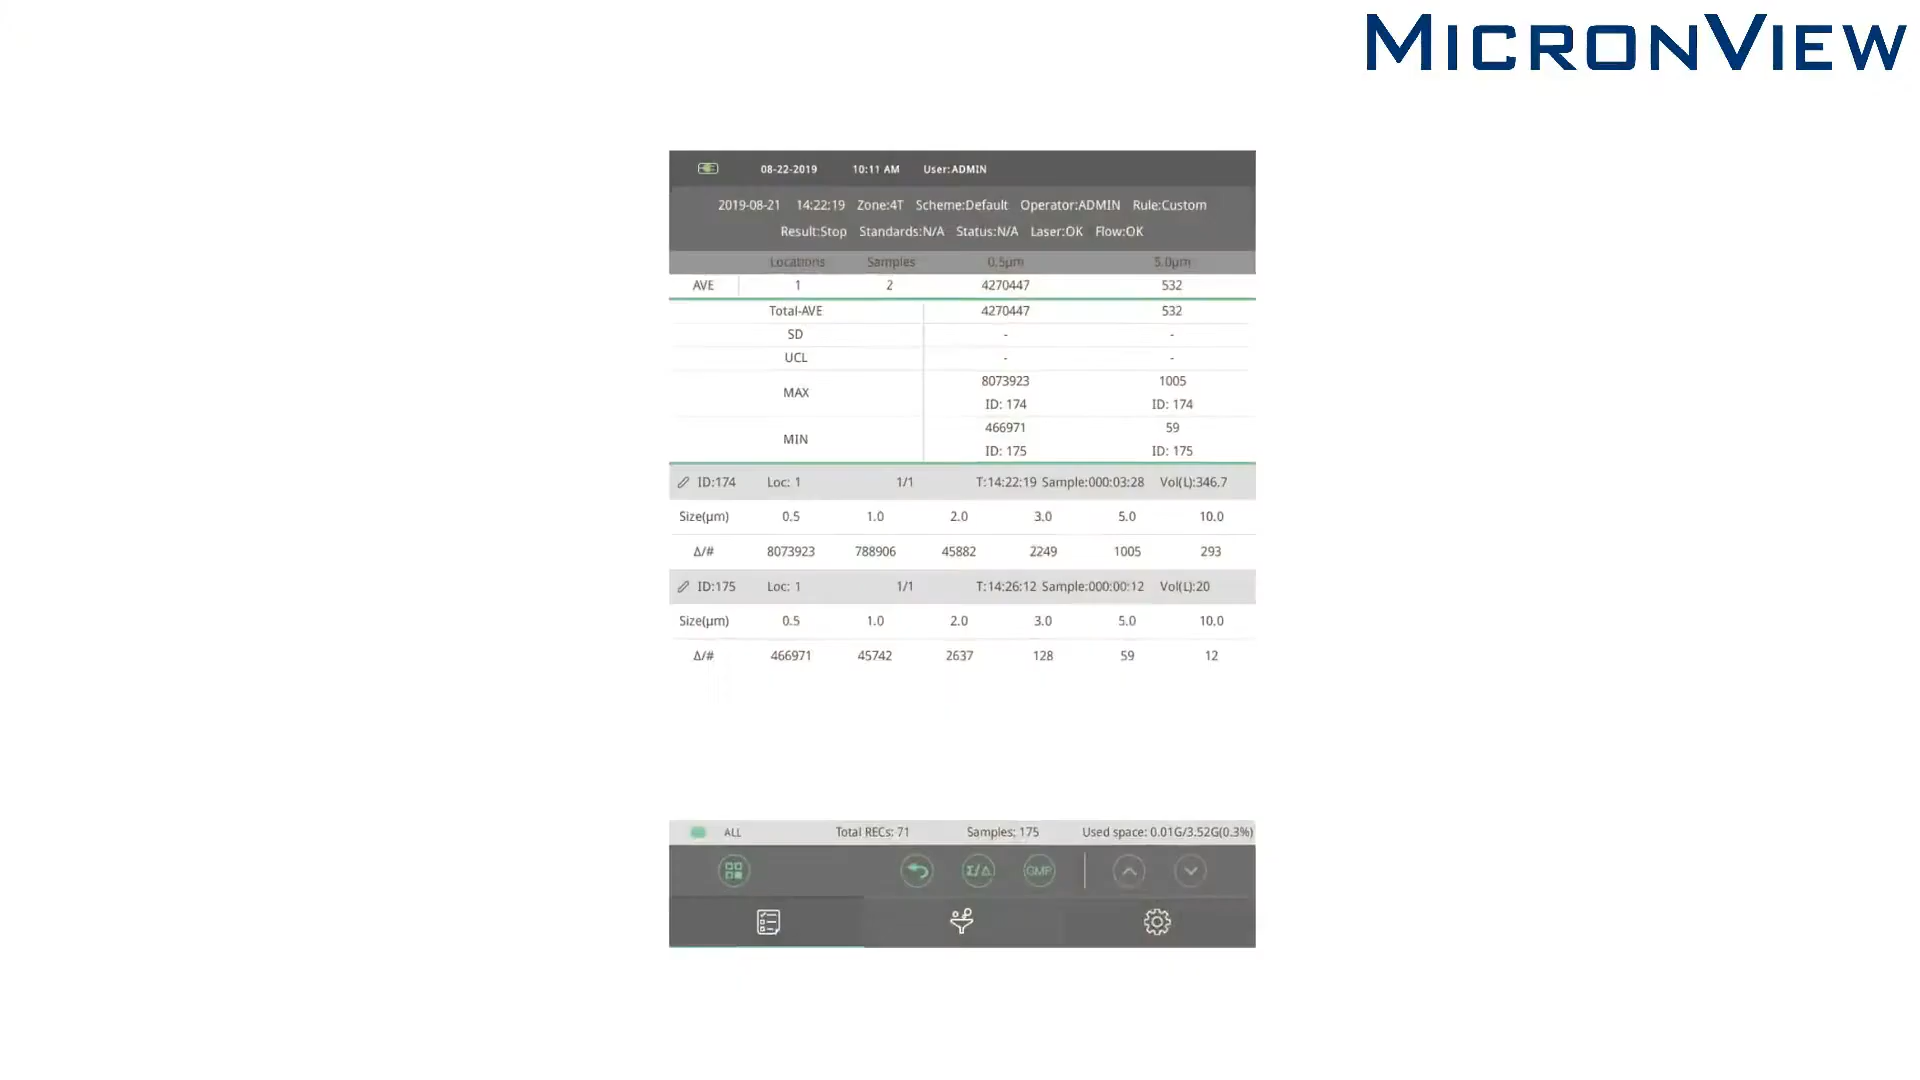 MICRONVIEW
08-22-2019 10:11 AM User:ADMIN
2019-08-21 14:22:19 Zone:4T Scheme:Default Operator:ADMIN Rule:Custom
Result:Stop Standards:N/A Status:N/A Laser:OK Flow:OK
Locations Samples 0.5μm 5.0μm
AVE 1 2 4270447 532
Total-AVE 4270447 532
SD - -
UCL - -
MAX 8073923 1005
ID: 174 ID: 174
MIN 466971 59
ID: 175 ID: 175
ID:174 Loc: 1 1/1 T:14:22:19 Sample:000:03:28 Vol(L):346.7
Size(μm) 0.5 1.0 2.0 3.0 5.0 10.0
Δ/# 8073923 788906 45882 2249 1005 293
ID:175 Loc: 1 1/1 T:14:26:12 Sample:000:00:12 Vol(L):20
Size(μm) 0.5 1.0 2.0 3.0 5.0 10.0
Δ/# 466971 45742 2637 128 59 12
ALL Total RECs: 71 Samples: 175 Used space: 0.01G/3.52G(0.3%)
Σ/Δ GMP